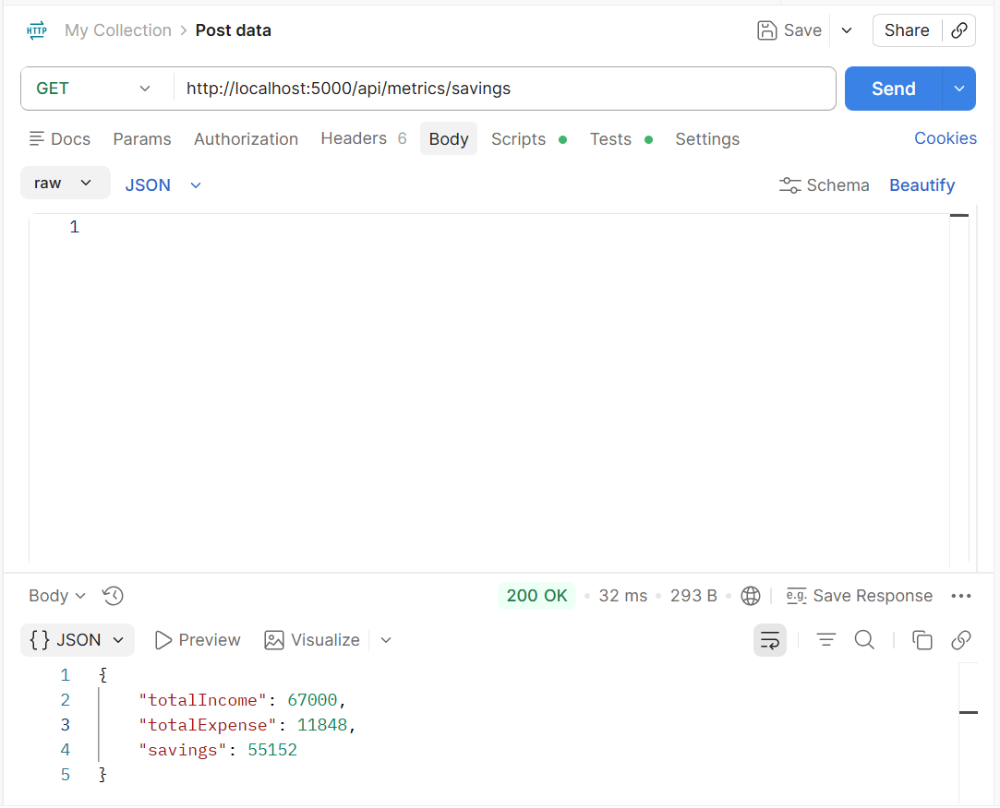 HTTP My Collection > Post data Save Share
GET http://localhost:5000/api/metrics/savings Send
Docs Params Authorization Headers 6 Body Scripts Tests Settings Cookies
raw JSON Schema Beautify
1
Body 200 OK • 32 ms • 293 B • e.g. Save Response
{} JSON Preview Visualize
1 {
2 "totalIncome": 67000,
3 "totalExpense": 11848,
4 "savings": 55152
5 }